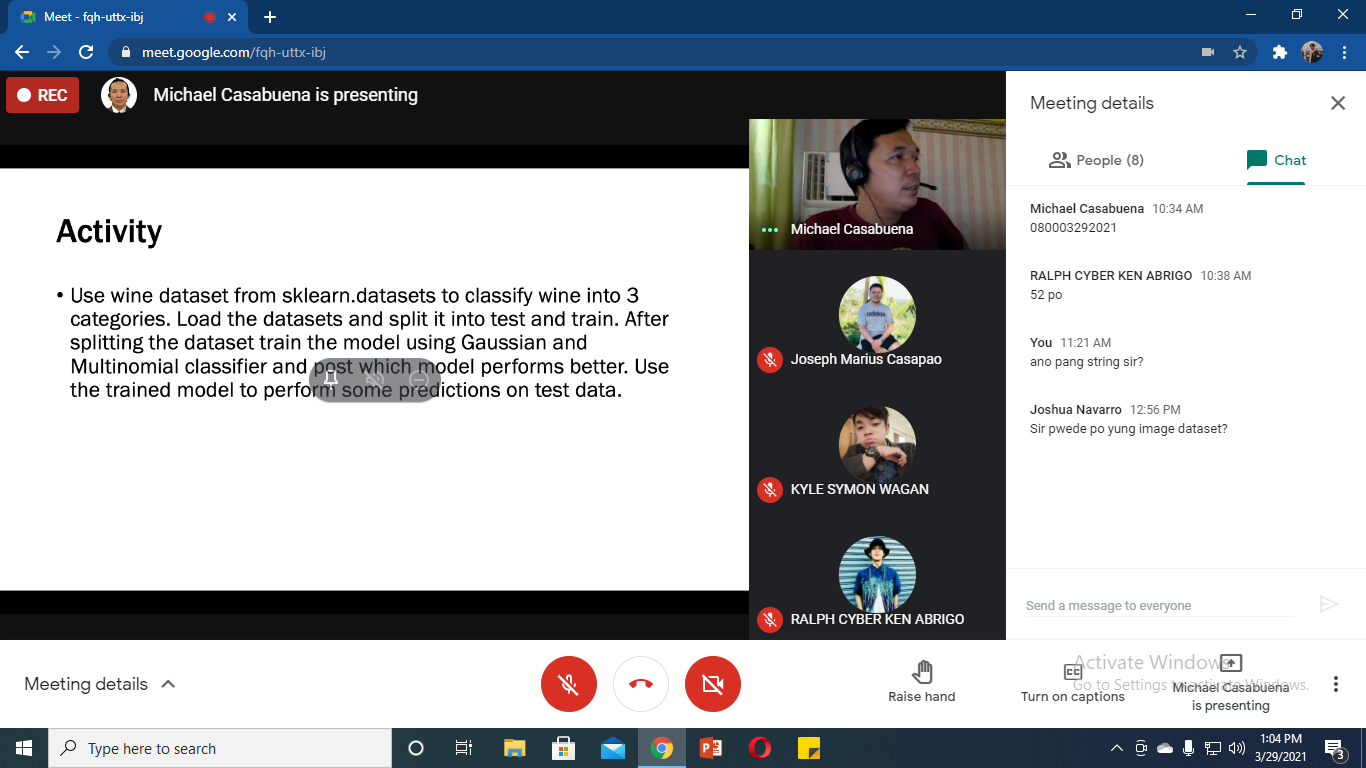 Meet - fqh-uttx-ibj
meet.google.com/fqh-uttx-ibj
REC
Michael Casabuena is presenting
Activity
• Use wine dataset from sklearn.datasets to classify wine into 3
categories. Load the datasets and split it into test and train. After
splitting the dataset train the model using Gaussian and
Multinomial classifier and post which model performs better. Use
the trained model to perform some predictions on test data.
Michael Casabuena
adidas
Joseph Marius Casapao
KYLE SYMON WAGAN
RALPH CYBER KEN ABRIGO
Meeting details
People (8)
Chat
Michael Casabuena 10:34 AM
080003292021
RALPH CYBER KEN ABRIGO 10:38 AM
52 po
You 11:21 AM
ano pang string sir?
Joshua Navarro 12:56 PM
Sir pwede po yung image dataset?
Send a message to everyone
Meeting details
Raise hand
CC
Turn on captions
Michael Casabuena
is presenting
Activate Windows
Go to Settings to activate Windows.
Type here to search
1:04 PM
3/29/2021
3